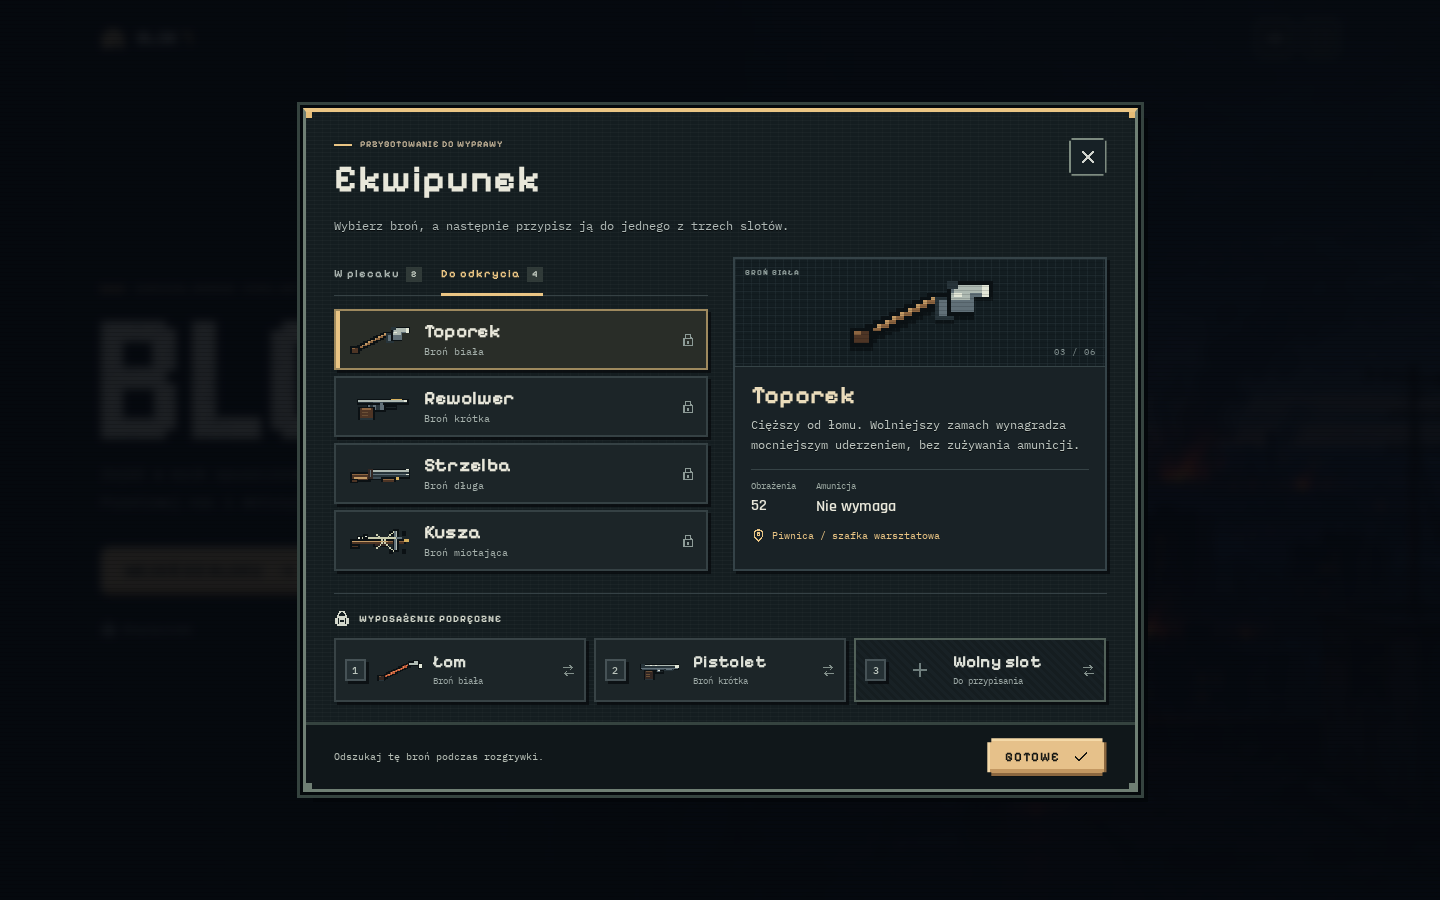 PRZYGOTOWANIE DO WYPRAWY
Ekwipunek
Wybierz broń, a następnie przypisz ją do jednego z trzech slotów.
W plecaku 2
Do odkrycia 4
Toporek
Broń biała
Rewolwer
Broń krótka
Strzelba
Broń długa
Kusza
Broń miotająca
BROŃ BIAŁA
03 / 06
Toporek
Cięższy od łomu. Wolniejszy zamach wynagradza
mocniejszym uderzeniem, bez zużywania amunicji.
Obrażenia
52
Amunicja
Nie wymaga
Piwnica / szafka warsztatowa
WYPOSAŻENIE PODRĘCZNE
1
Łom
Broń biała
2
Pistolet
Broń krótka
3
Wolny slot
Do przypisania
Odszukaj tę broń podczas rozgrywki.
GOTOWE